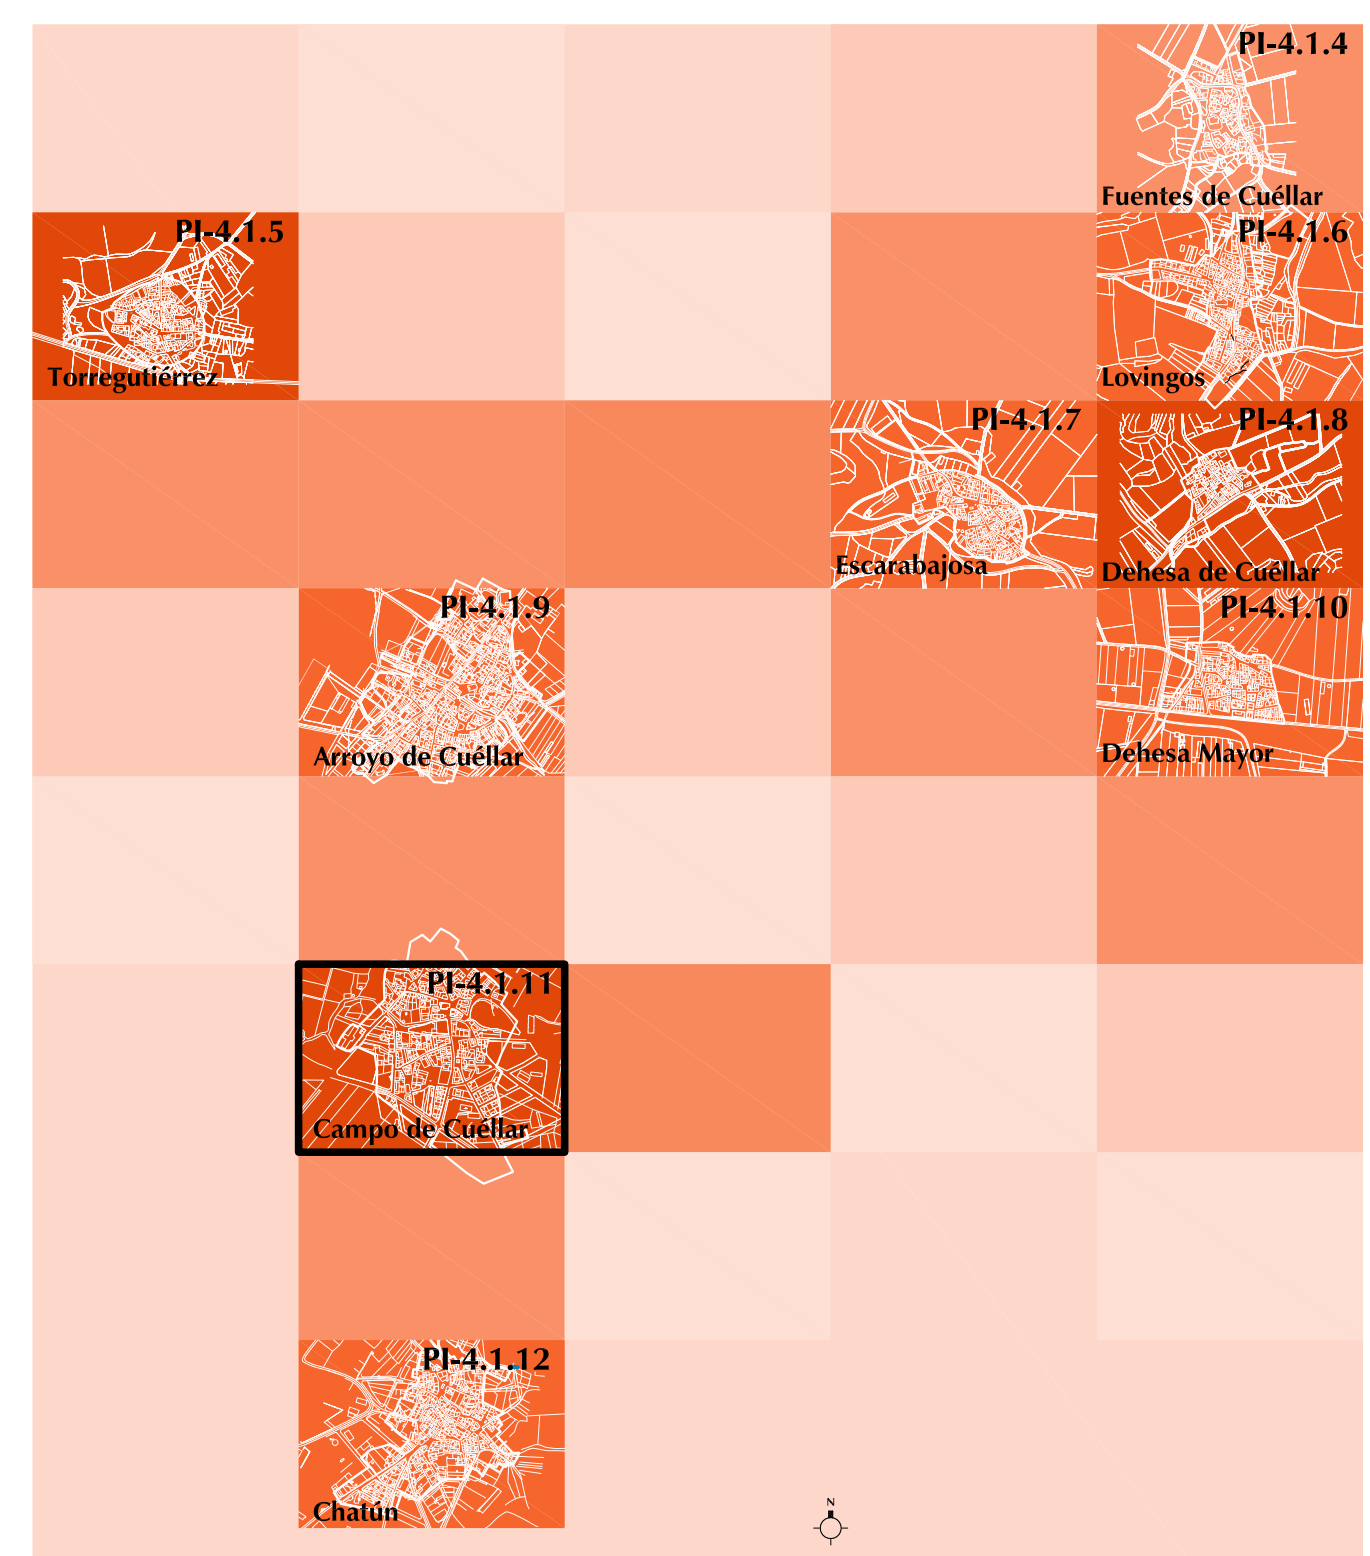 PI-4.1.4
Fuentes de Cuéllar
PI-4.1.5
Torregutiérrez
PI-4.1.6
Lovingos
PI-4.1.7
Escarabajosa
PI-4.1.8
Dehesa de Cuéllar
PI-4.1.9
Arroyo de Cuéllar
PI-4.1.10
Dehesa Mayor
PI-4.1.11
Campo de Cuéllar
PI-4.1.12
Chatún
N